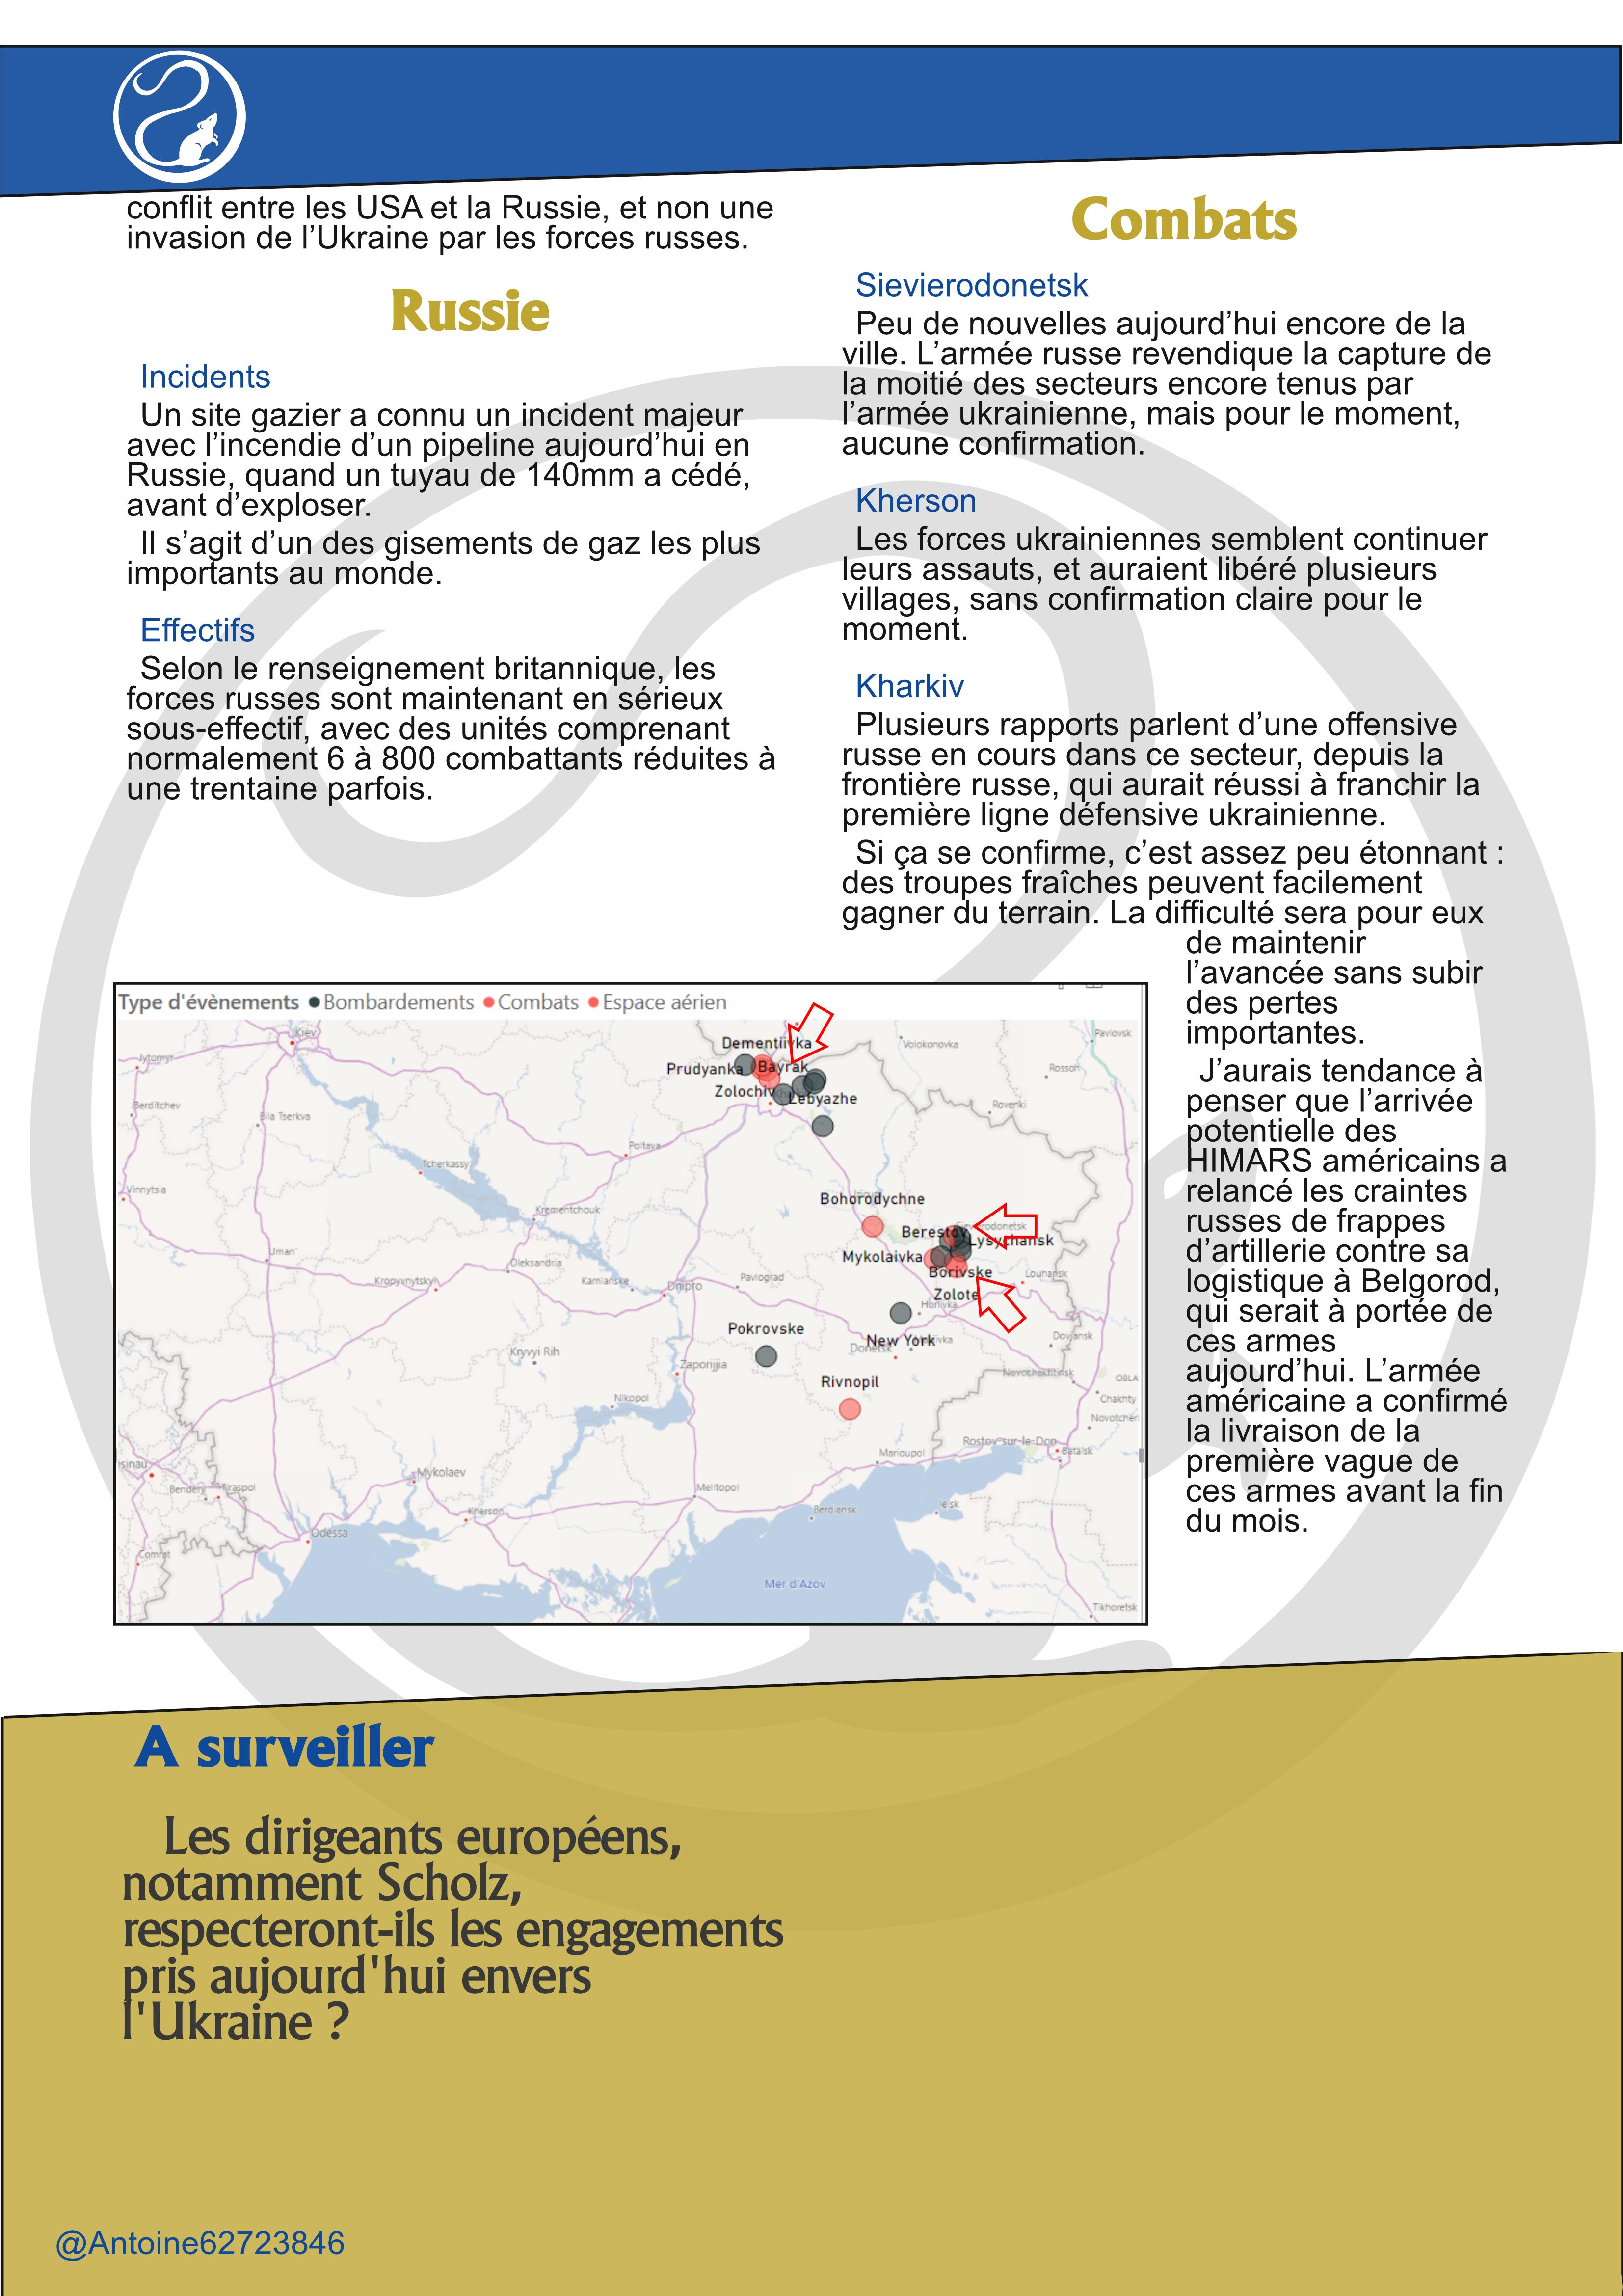 conflit entre les USA et la Russie, et non une
invasion de l’Ukraine par les forces russes.
Russie
Incidents
Un site gazier a connu un incident majeur
avec l’incendie d’un pipeline aujourd’hui en
Russie, quand un tuyau de 140mm a cédé,
avant d’exploser.
Il s’agit d’un des gisements de gaz les plus
importants au monde.
Effectifs
Selon le renseignement britannique, les
forces russes sont maintenant en sérieux
sous-effectif, avec des unités comprenant
normalement 6 à 800 combattants réduites à
une trentaine parfois.
Combats
Sievierodonetsk
Peu de nouvelles aujourd’hui encore de la
ville. L’armée russe revendique la capture de
la moitié des secteurs encore tenus par
l’armée ukrainienne, mais pour le moment,
aucune confirmation.
Kherson
Les forces ukrainiennes semblent continuer
leurs assauts, et auraient libéré plusieurs
villages, sans confirmation claire pour le
moment.
Kharkiv
Plusieurs rapports parlent d’une offensive
russe en cours dans ce secteur, depuis la
frontière russe, qui aurait réussi à franchir la
première ligne défensive ukrainienne.
Si ça se confirme, c’est assez peu étonnant :
des troupes fraîches peuvent facilement
gagner du terrain. La difficulté sera pour eux
de maintenir
l’avancée sans subir
des pertes
importantes.
J’aurais tendance à
penser que l’arrivée
potentielle des
HIMARS américains a
relancé les craintes
russes de frappes
d’artillerie contre sa
logistique à Belgorod,
qui serait à portée de
ces armes
aujourd’hui. L’armée
américaine a confirmé
la livraison de la
première vague de
ces armes avant la fin
du mois.
Type d'évènements Bombardements Combats Espace aérien
Kiev
Pavlovsk
Dementiivka
Volokonovka
Jytomyr
Prudyanka Bayrak
Rosson
Zolochiv Lebyazhe
Berditchev
Rovenki
Bila Tserkva
Poltava
Tcherkassy
Vinnytsia
Bohorodychne
Krementchouk
Berestov
Lysychansk
Uman
Mykolaivka
Oleksandria
Borivske
Louhansk
Kropyvnytskyi
Kamianske
Dnipro
Pavlograd
Zolote
Horlivka
Pokrovske
New York
Donetsk
Dovjansk
Kryvyi Rih
Zaporijjia
Novochakhtinsk
OBLA
Rivnopil
Chakhty
Nikopol
Novotcher
Rostov-sur-le-Don
Bataisk
Marioupol
isinau
Mykolaev
Bendery
Tiraspol
Melitopol
Ieïsk
Berdiansk
Kherson
Odessa
Comrat
Mer d'Azov
Tikhoretsk
A surveiller
Les dirigeants européens,
notamment Scholz,
respecteront-ils les engagements
pris aujourd'hui envers
l'Ukraine ?
@Antoine62723846